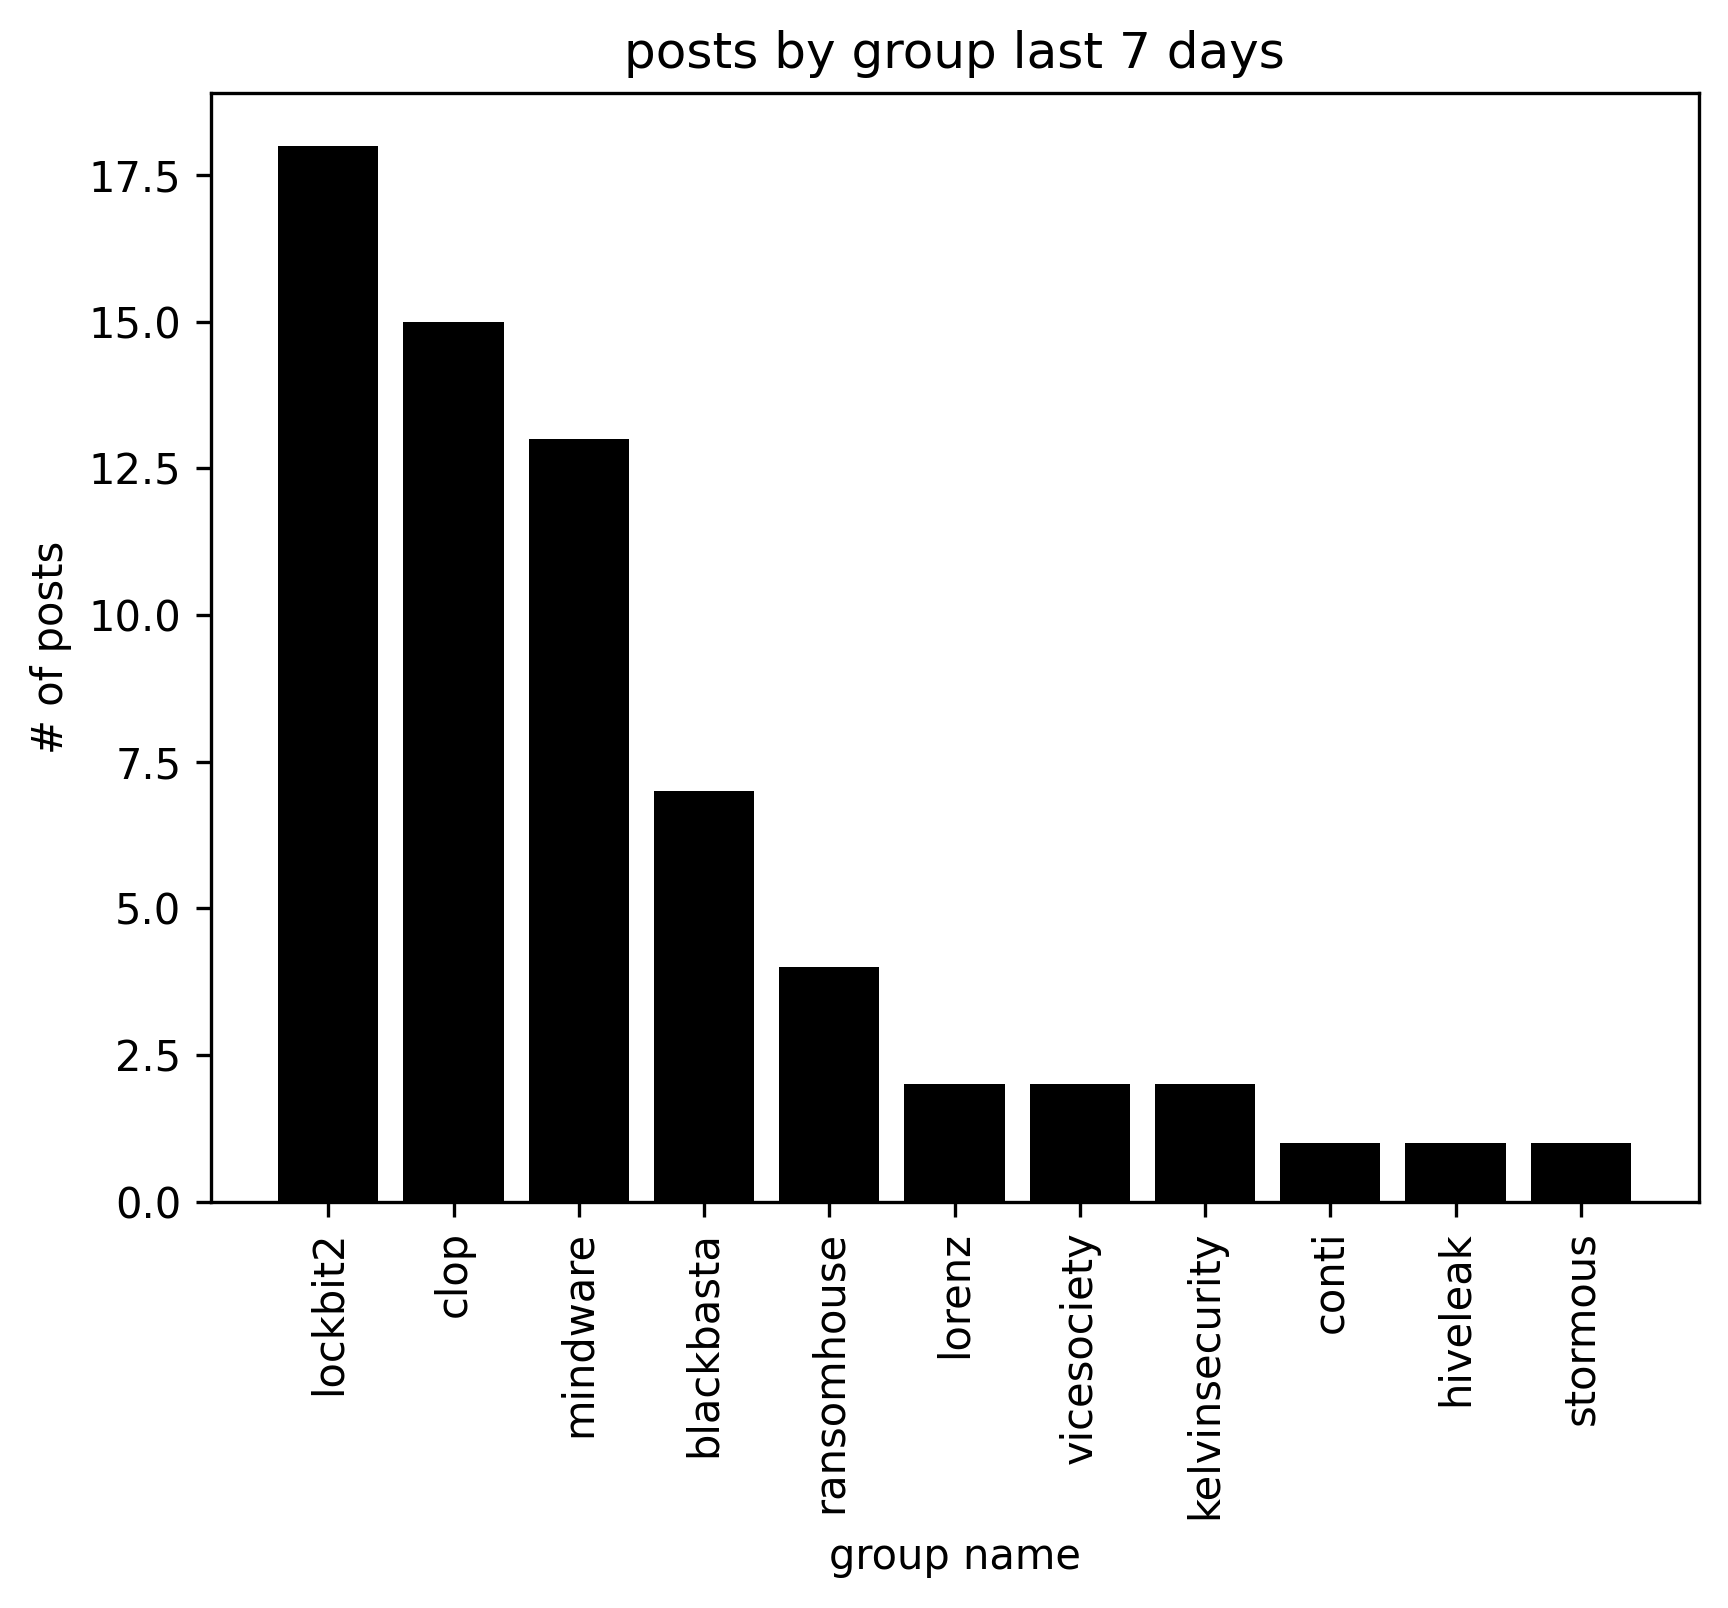 posts by group last 7 days
# of posts
17.5
15.0
12.5
10.0
7.5
5.0
2.5
0.0
lockbit2
clop
mindware
blackbasta
ransomhouse
lorenz
vicesociety
kelvinsecurity
conti
hiveleak
stormous
group name